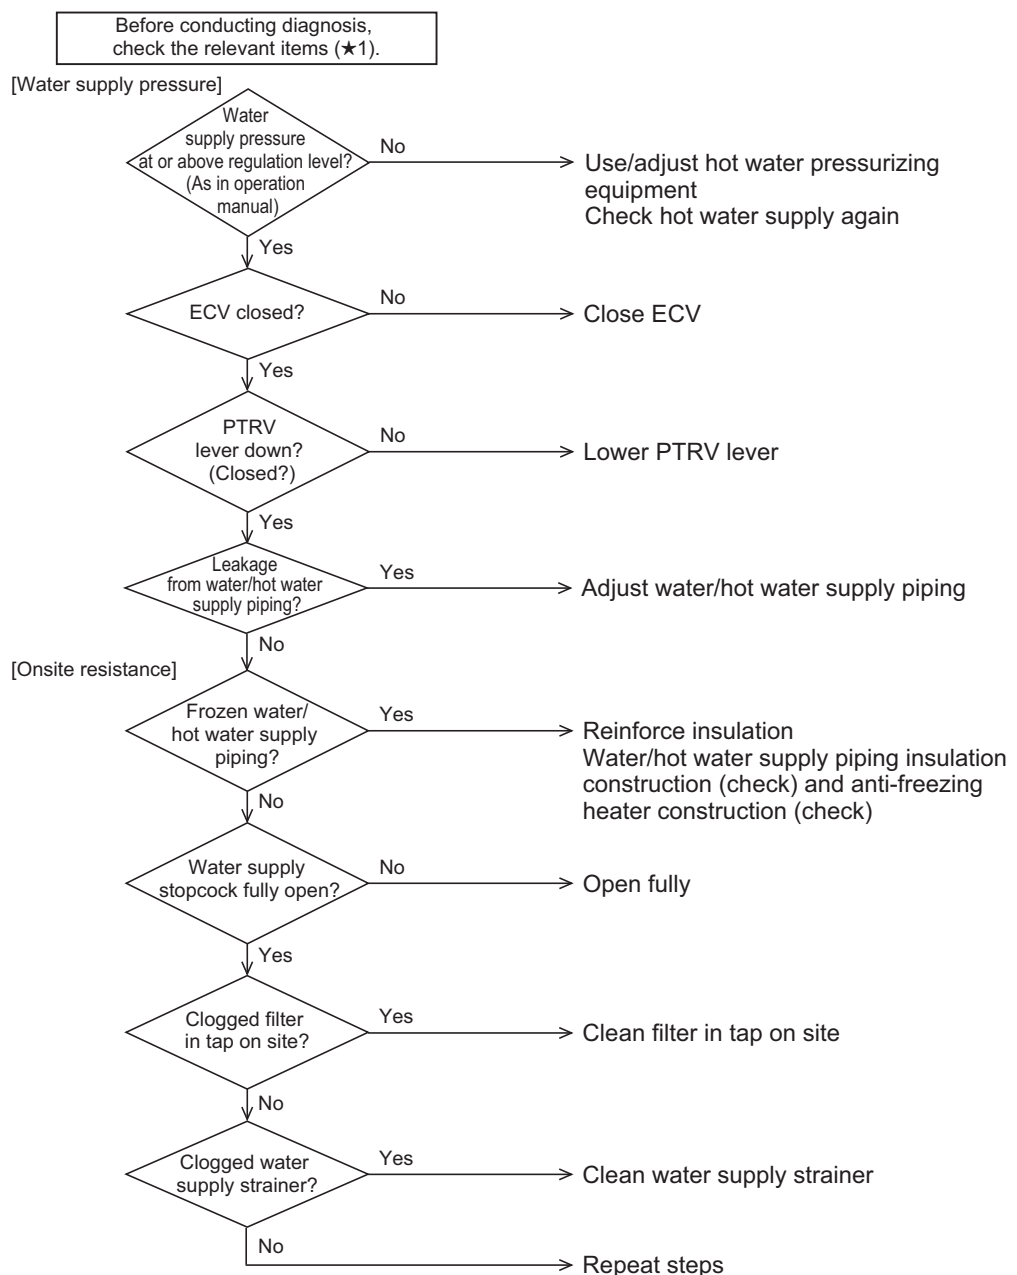 Before conducting diagnosis,
check the relevant items (★1).
[Water supply pressure]
Water
supply pressure
at or above regulation level?
(As in operation
manual)
No
Use/adjust hot water pressurizing
equipment
Check hot water supply again
Yes
ECV closed?
No
Close ECV
Yes
PTRV
lever down?
(Closed?)
No
Lower PTRV lever
Yes
Leakage
from water/hot water
supply piping?
Yes
Adjust water/hot water supply piping
No
[Onsite resistance]
Frozen water/
hot water supply
piping?
Yes
Reinforce insulation
Water/hot water supply piping insulation
construction (check) and anti-freezing
heater construction (check)
No
Water supply
stopcock fully open?
No
Open fully
Yes
Clogged filter
in tap on site?
Yes
Clean filter in tap on site
No
Clogged water
supply strainer?
Yes
Clean water supply strainer
No
Repeat steps